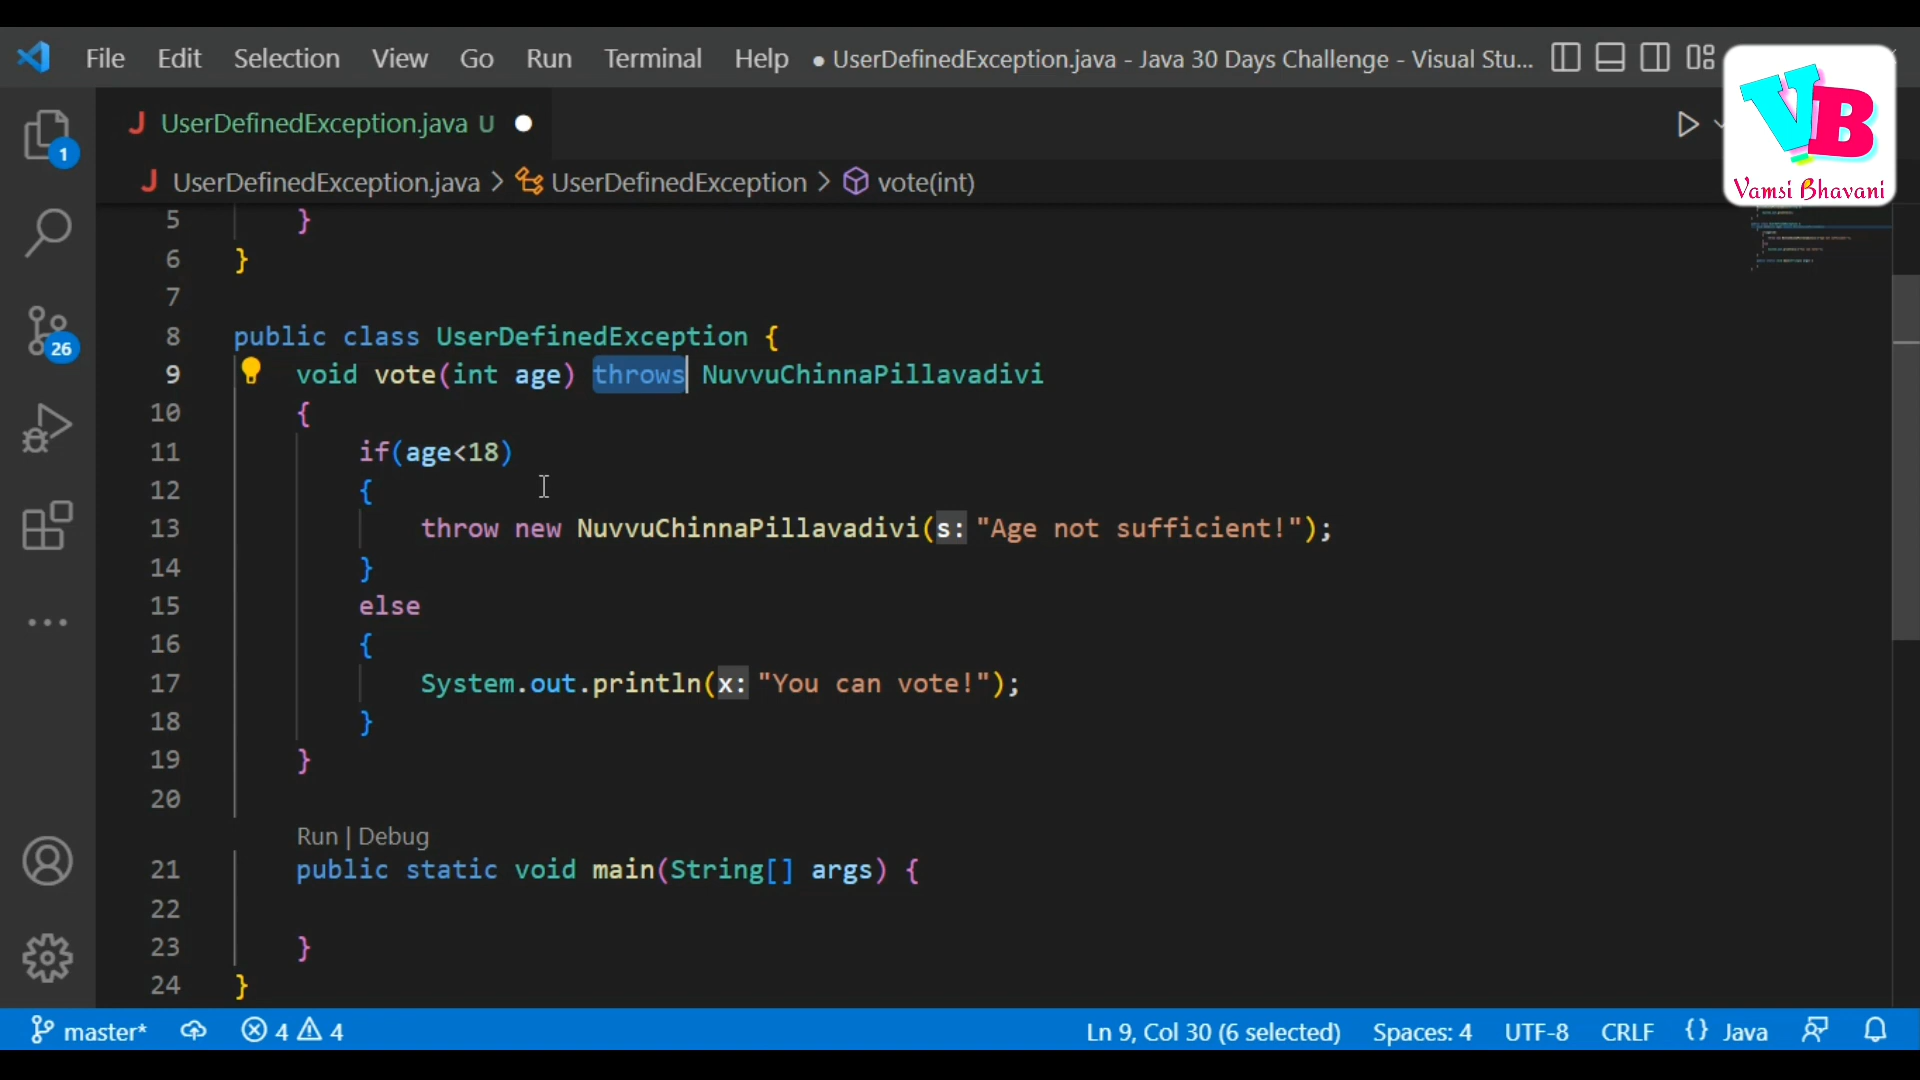 File Edit Selection View Go Run Terminal Help ● UserDefinedException.java - Java 30 Days Challenge - Visual Stu...
VB
Vamsi Bhavani
J UserDefinedException.java U ●
1
J UserDefinedException.java > UserDefinedException > vote(int)
5 }
6 }
7
8 public class UserDefinedException {
9 void vote(int age) throws NuvvuChinnaPillavadivi
26
10 {
11 if(age<18)
12 {
13 throw new NuvvuChinnaPillavadivi(s: "Age not sufficient!");
14 }
15 else
16 {
17 System.out.println(x: "You can vote!");
18 }
19 }
20
Run | Debug
21 public static void main(String[] args) {
22
23 }
24 }
master* 4 4 Ln 9, Col 30 (6 selected) Spaces: 4 UTF-8 CRLF {} Java